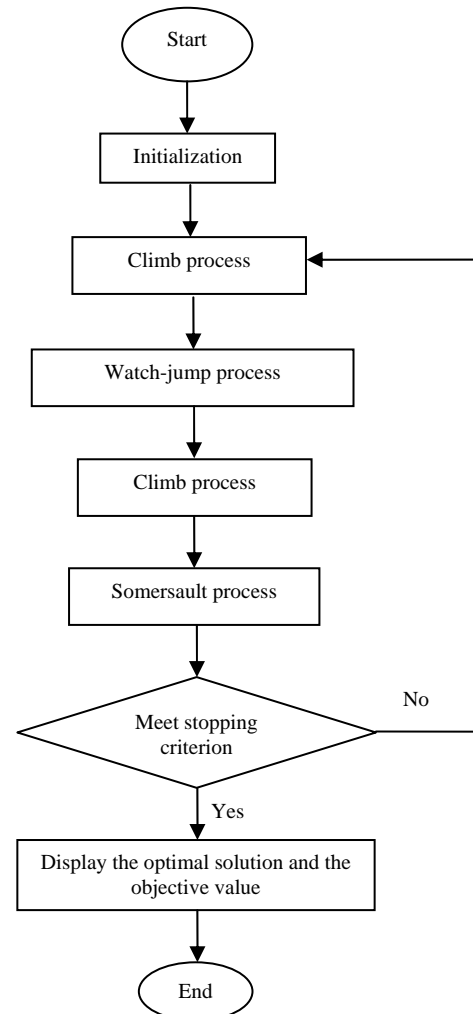 Start
Initialization
Climb process
Watch-jump process
Climb process
Somersault process
Meet stopping
criterion
No
Yes
Display the optimal solution and the
objective value
End